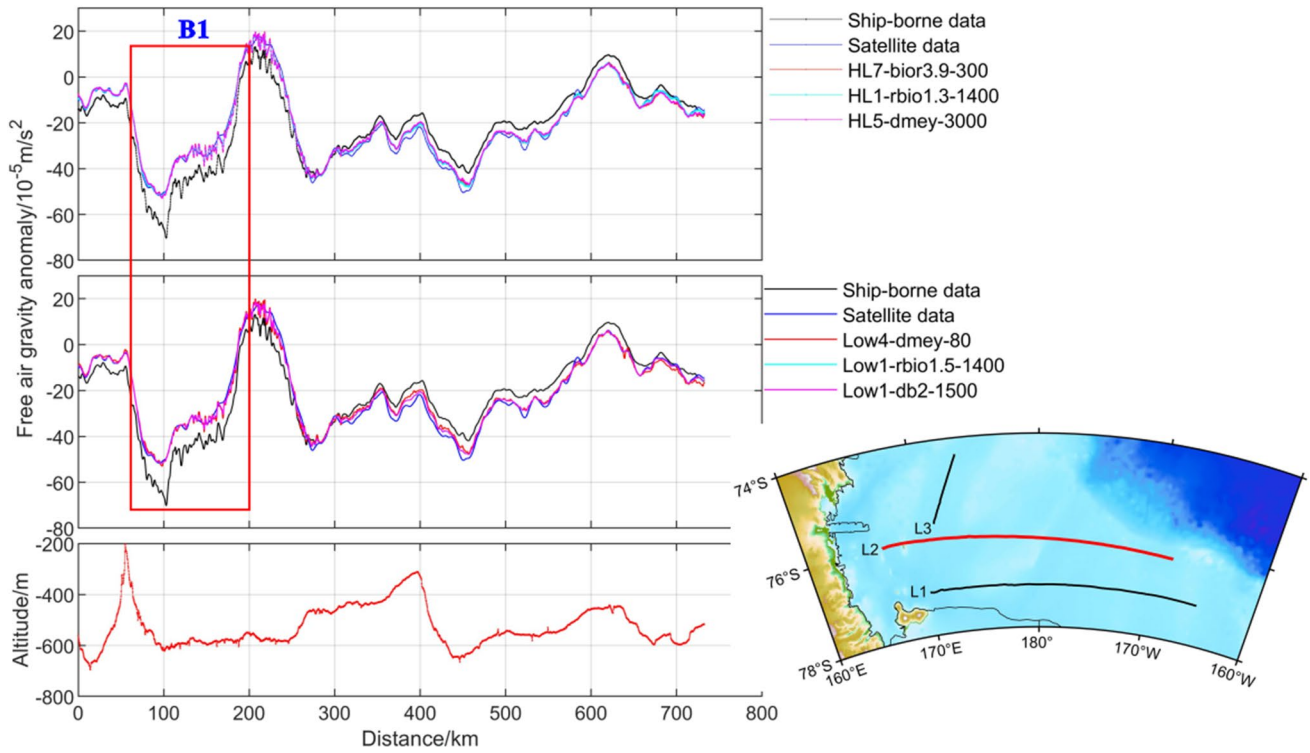 B1
20
0
-20
-40
-60
-80
Ship-borne data
Satellite data
HL7-bior3.9-300
HL1-rbio1.3-1400
HL5-dmey-3000
Free air gravity anomaly/10⁻⁵m/s²
20
0
-20
-40
-60
-80
Ship-borne data
Satellite data
Low4-dmey-80
Low1-rbio1.5-1400
Low1-db2-1500
-200
-400
-600
-800
Altitude/m
0 100 200 300 400 500 600 700 800
Distance/km
74°S
76°S
78°S
160°E
170°E
180°
170°W
160°W
L3
L2
L1